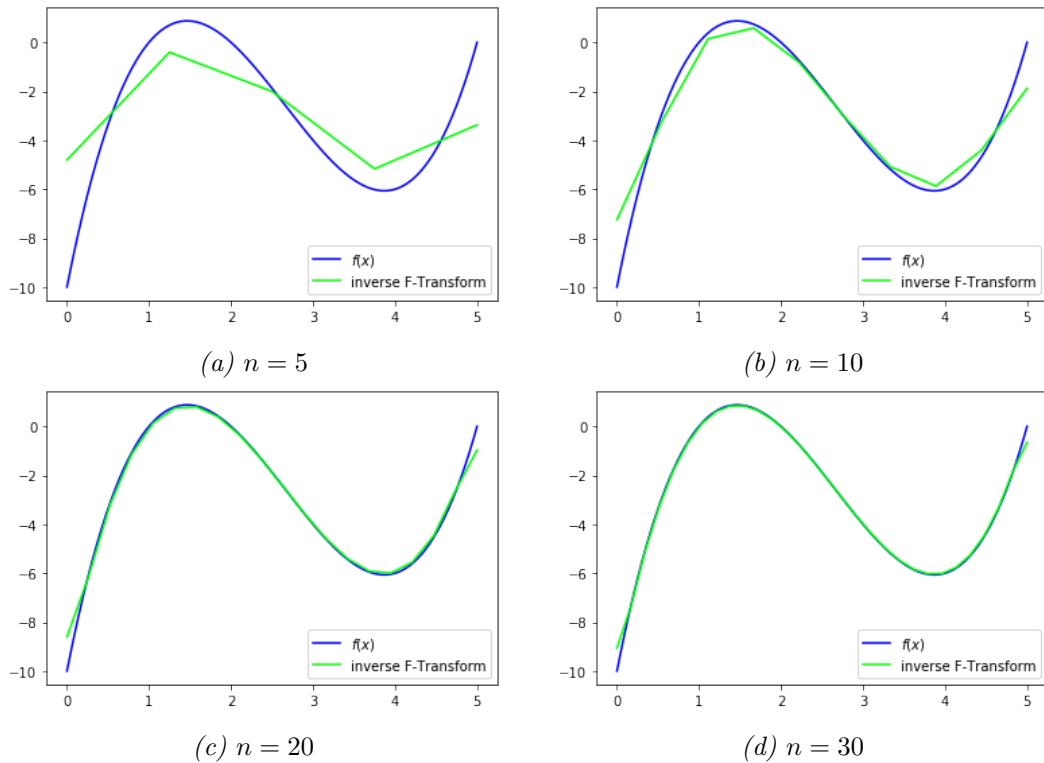 0
−2
−4
−6
−8
−10
f(x)
inverse F-Transform
0 1 2 3 4 5
(a) n = 5
0
−2
−4
−6
−8
−10
f(x)
inverse F-Transform
0 1 2 3 4 5
(b) n = 10
0
−2
−4
−6
−8
−10
f(x)
inverse F-Transform
0 1 2 3 4 5
(c) n = 20
0
−2
−4
−6
−8
−10
f(x)
inverse F-Transform
0 1 2 3 4 5
(d) n = 30